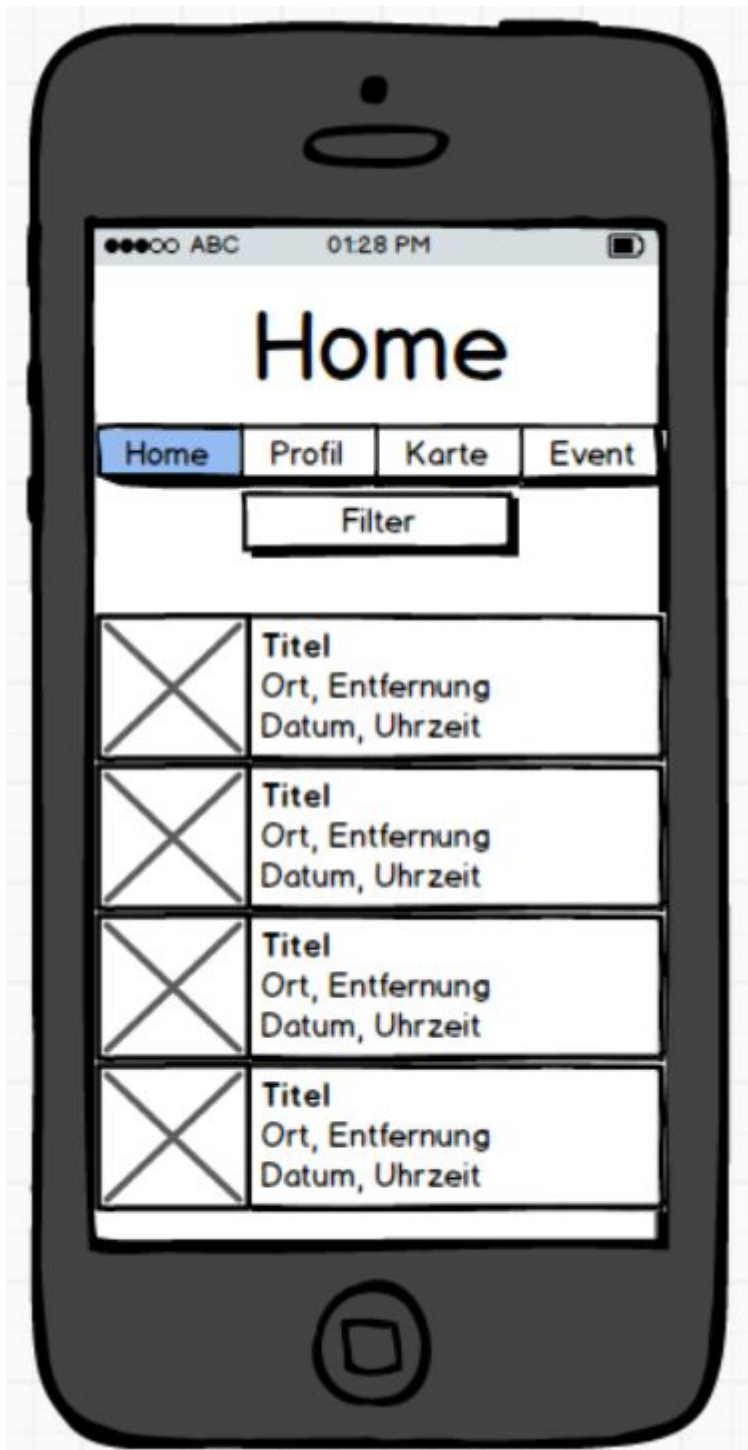 ABC 01:28 PM
Home
Home Profil Karte Event
Filter
Titel
Ort, Entfernung
Datum, Uhrzeit
Titel
Ort, Entfernung
Datum, Uhrzeit
Titel
Ort, Entfernung
Datum, Uhrzeit
Titel
Ort, Entfernung
Datum, Uhrzeit